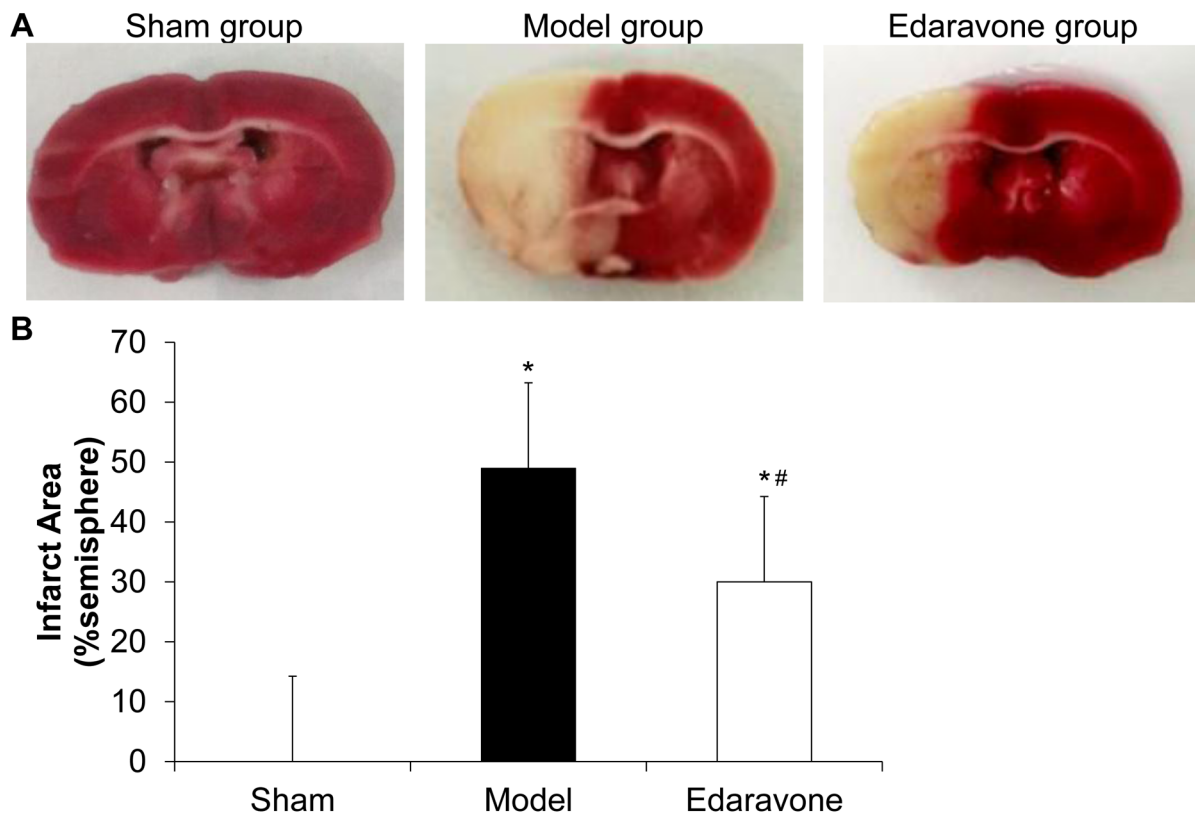 A
Sham group
Model group
Edaravone group
B
Infarct Area
(%semisphere)
70
60
50
40
30
20
10
0
*
*#
Sham
Model
Edaravone